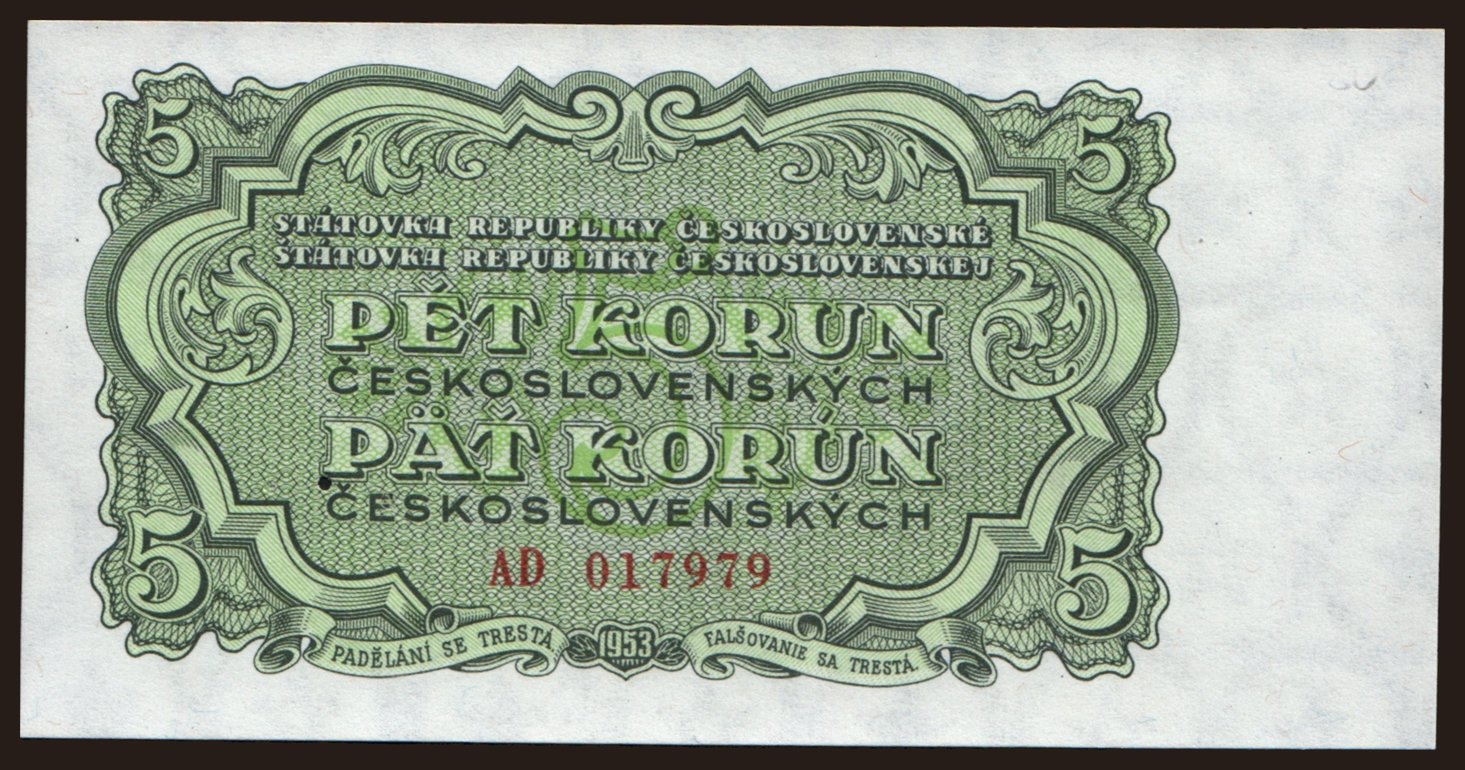 5 5
STÁTOVKA REPUBLIKY ČESKOSLOVENSKÉ
ŠTÁTOVKA REPUBLIKY ČESKOSLOVENSKEJ
PĚT KORUN
ČESKOSLOVENSKÝCH
PÄŤ KORÚN
ČESKOSLOVENSKÝCH
AD 017979
5 5
PADĚLÁNÍ SE TRESTÁ 1953 FALŠOVANIE SA TRESTÁ.